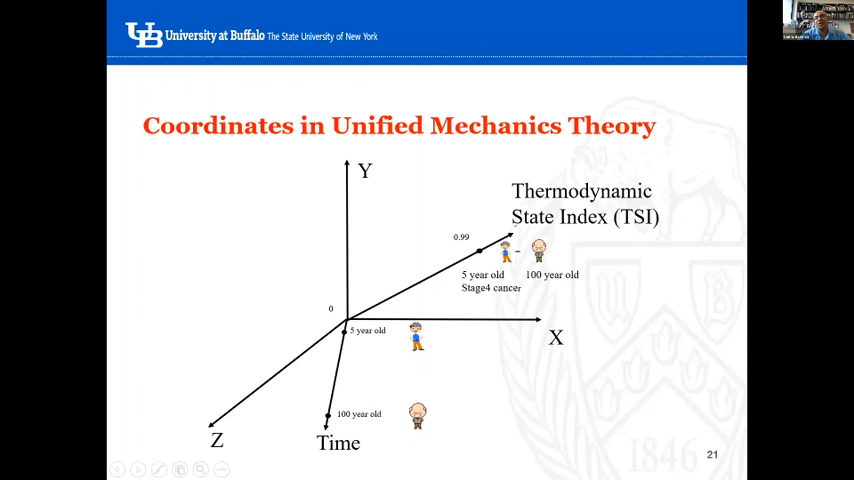 UB University at Buffalo The State University of New York
Coordinates in Unified Mechanics Theory
Y
Thermodynamic
State Index (TSI)
0.99
-
5 year old 100 year old
Stage4 cancer
0
5 year old
X
100 year old
Z
Time
21
UB
1846